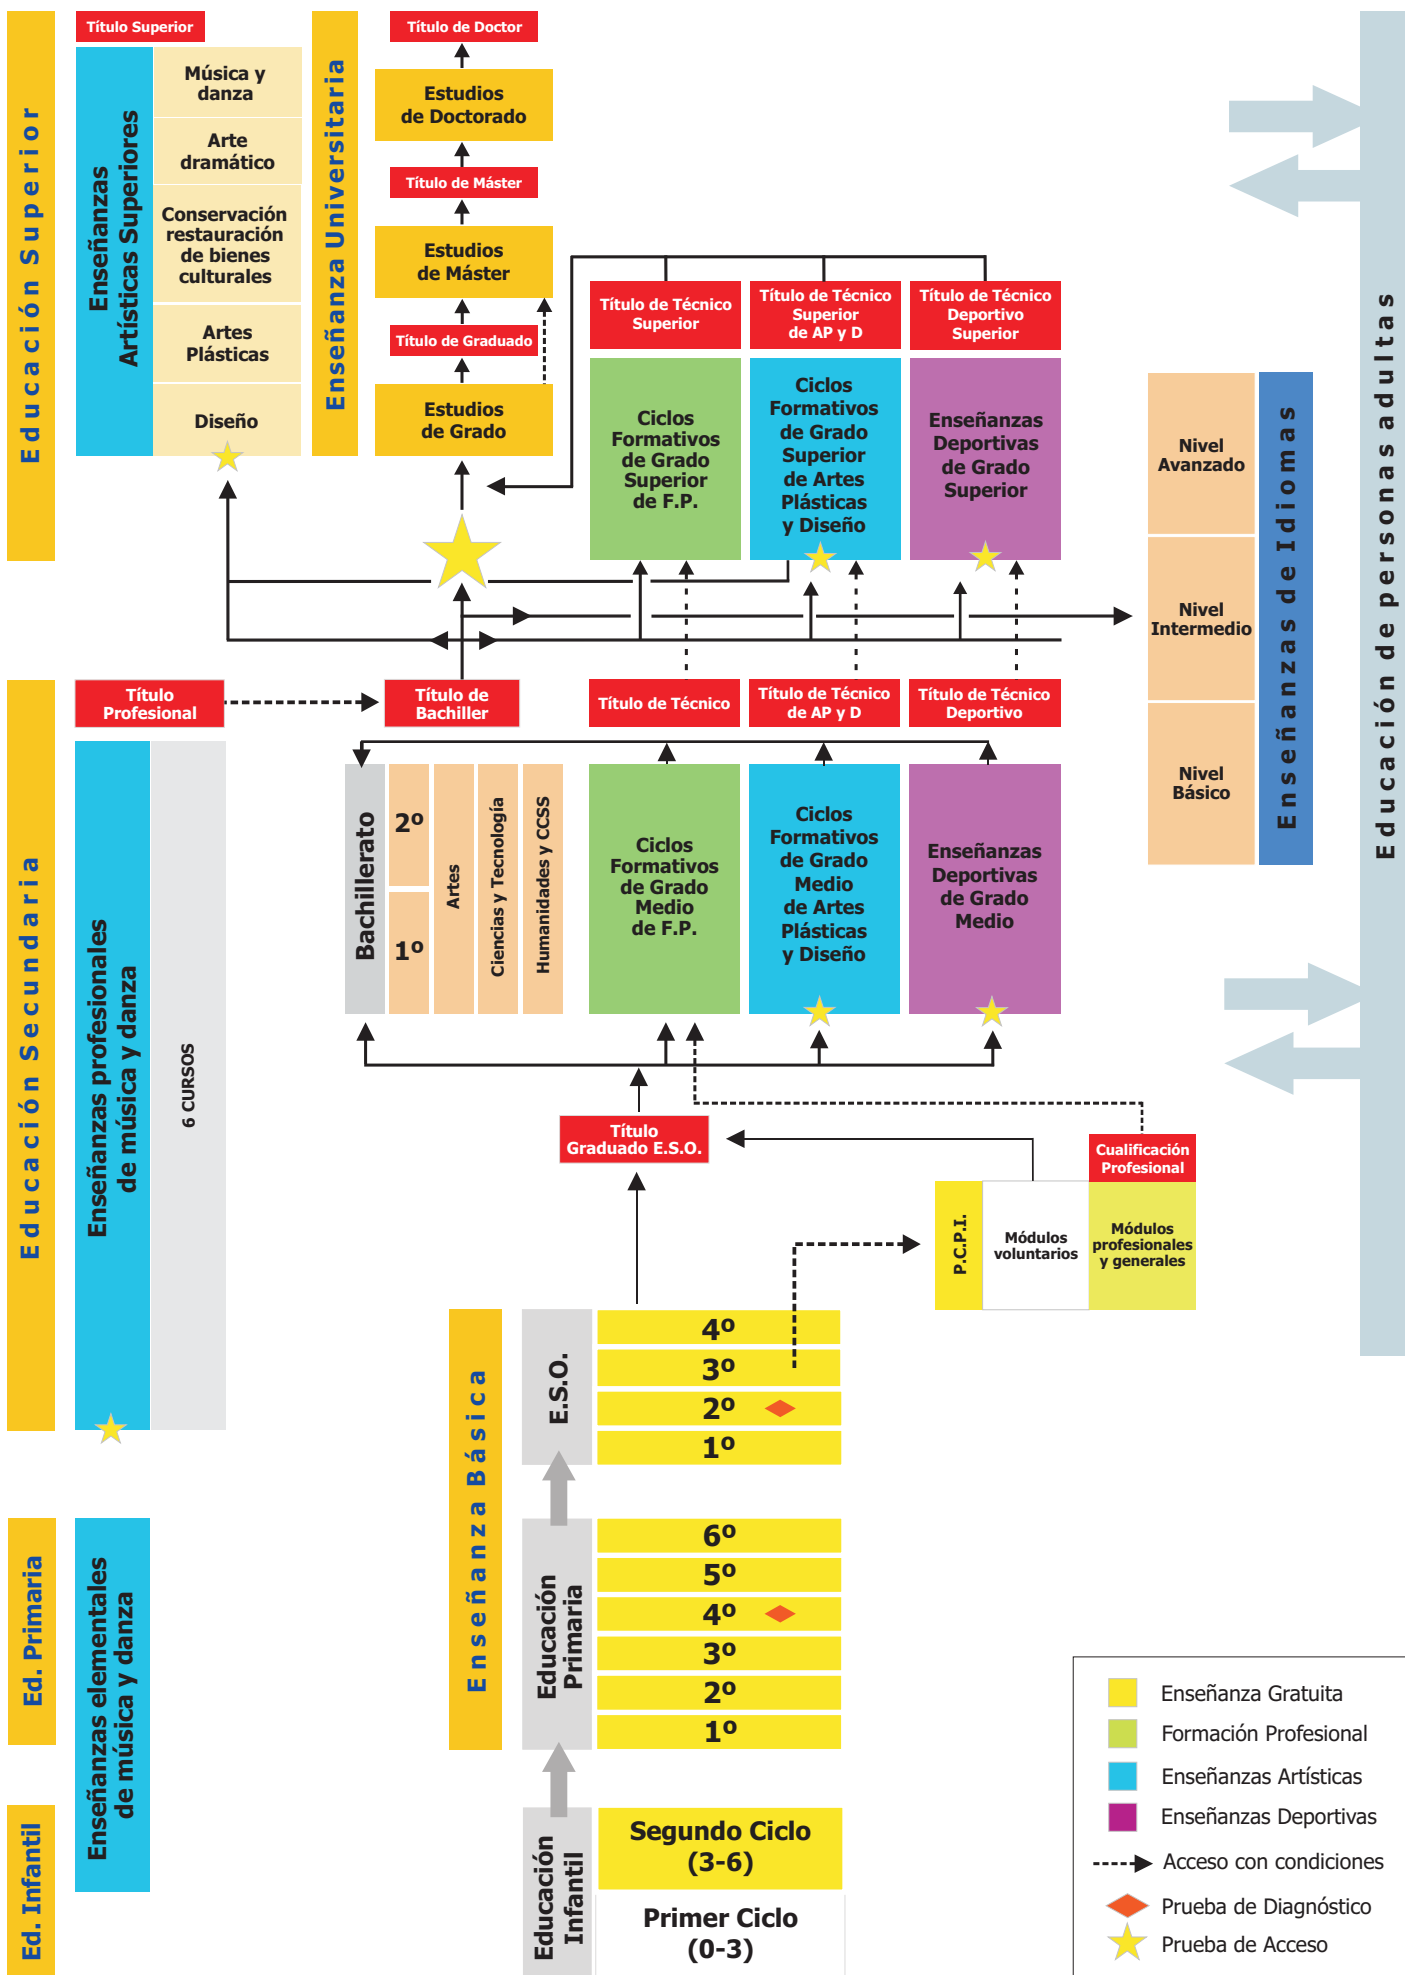 Educación Superior
Título Superior
Enseñanzas
Artísticas Superiores
Música y
danza
Arte
dramático
Conservación
restauración
de bienes
culturales
Artes
Plásticas
Diseño
Enseñanza Universitaria
Título de Doctor
Estudios
de Doctorado
Título de Máster
Estudios
de Máster
Título de Graduado
Estudios
de Grado
Título de Técnico
Superior
Título de Técnico
Superior
de AP y D
Título de Técnico
Deportivo
Superior
Ciclos
Formativos
de Grado
Superior
de F.P.
Ciclos
Formativos
de Grado
Superior
de Artes
Plásticas
y Diseño
Enseñanzas
Deportivas
de Grado
Superior
Nivel
Avanzado
Nivel
Intermedio
Nivel
Básico
Enseñanzas de Idiomas
Educación de personas adultas
Educación Secundaria
Título
Profesional
Título de
Bachiller
Título de Técnico
Título de Técnico
de AP y D
Título de Técnico
Deportivo
Enseñanzas profesionales
de música y danza
6 CURSOS
Bachillerato
2º
1º
Artes
Ciencias y Tecnología
Humanidades y CCSS
Ciclos
Formativos
de Grado
Medio
de F.P.
Ciclos
Formativos
de Grado
Medio
de Artes
Plásticas
y Diseño
Enseñanzas
Deportivas
de Grado
Medio
Título
Graduado E.S.O.
Cualificación
Profesional
P.C.P.I.
Módulos
voluntarios
Módulos
profesionales
y generales
Enseñanza Básica
E.S.O.
4º
3º
2º
1º
Ed. Primaria
Enseñanzas elementales
de música y danza
Educación
Primaria
6º
5º
4º
3º
2º
1º
Ed. Infantil
Educación
Infantil
Segundo Ciclo
(3-6)
Primer Ciclo
(0-3)
Enseñanza Gratuita
Formación Profesional
Enseñanzas Artísticas
Enseñanzas Deportivas
Acceso con condiciones
Prueba de Diagnóstico
Prueba de Acceso